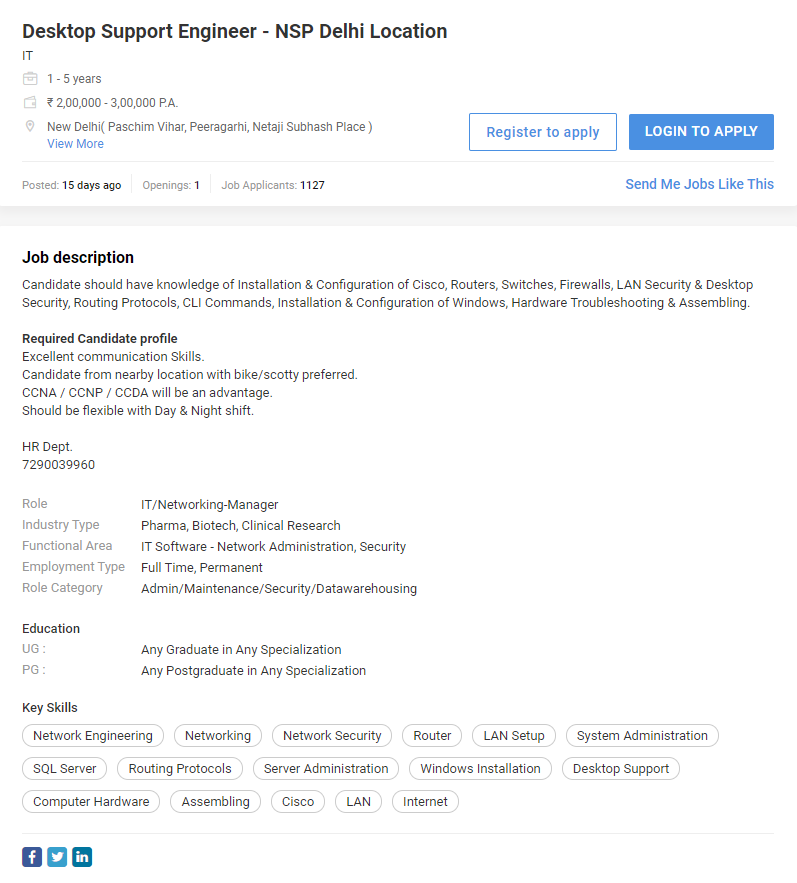 Desktop Support Engineer - NSP Delhi Location
IT
1 - 5 years
₹ 2,00,000 - 3,00,000 P.A.
New Delhi( Paschim Vihar, Peeragarhi, Netaji Subhash Place )
View More
Register to apply
LOGIN TO APPLY
Posted: 15 days ago Openings: 1 Job Applicants: 1127
Send Me Jobs Like This
Job description
Candidate should have knowledge of Installation & Configuration of Cisco, Routers, Switches, Firewalls, LAN Security & Desktop
Security, Routing Protocols, CLI Commands, Installation & Configuration of Windows, Hardware Troubleshooting & Assembling.
Required Candidate profile
Excellent communication Skills.
Candidate from nearby location with bike/scotty preferred.
CCNA / CCNP / CCDA will be an advantage.
Should be flexible with Day & Night shift.
HR Dept.
7290039960
Role IT/Networking-Manager
Industry Type Pharma, Biotech, Clinical Research
Functional Area IT Software - Network Administration, Security
Employment Type Full Time, Permanent
Role Category Admin/Maintenance/Security/Datawarehousing
Education
UG : Any Graduate in Any Specialization
PG : Any Postgraduate in Any Specialization
Key Skills
Network Engineering Networking Network Security Router LAN Setup System Administration
SQL Server Routing Protocols Server Administration Windows Installation Desktop Support
Computer Hardware Assembling Cisco LAN Internet